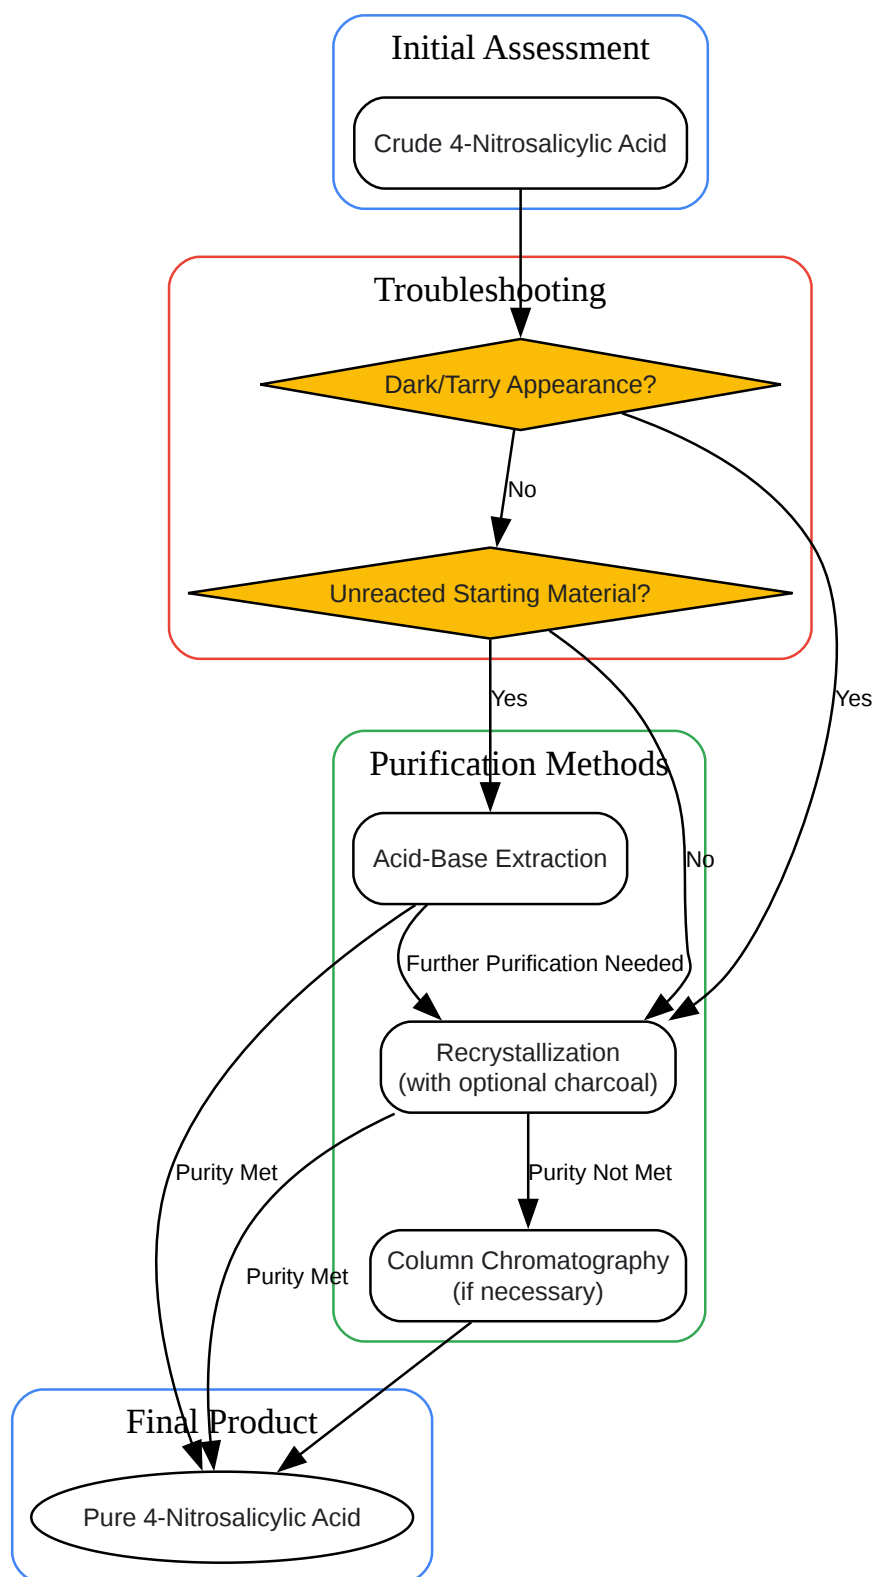 Initial Assessment
Crude 4-Nitrosalicylic Acid
Troubleshooting
Dark/Tarry Appearance?
No
Unreacted Starting Material?
Yes
Yes
Purification Methods
Acid-Base Extraction
No
Further Purification Needed
Recrystallization
(with optional charcoal)
Purity Met
Purity Not Met
Column Chromatography
(if necessary)
Purity Met
Final Product
Pure 4-Nitrosalicylic Acid